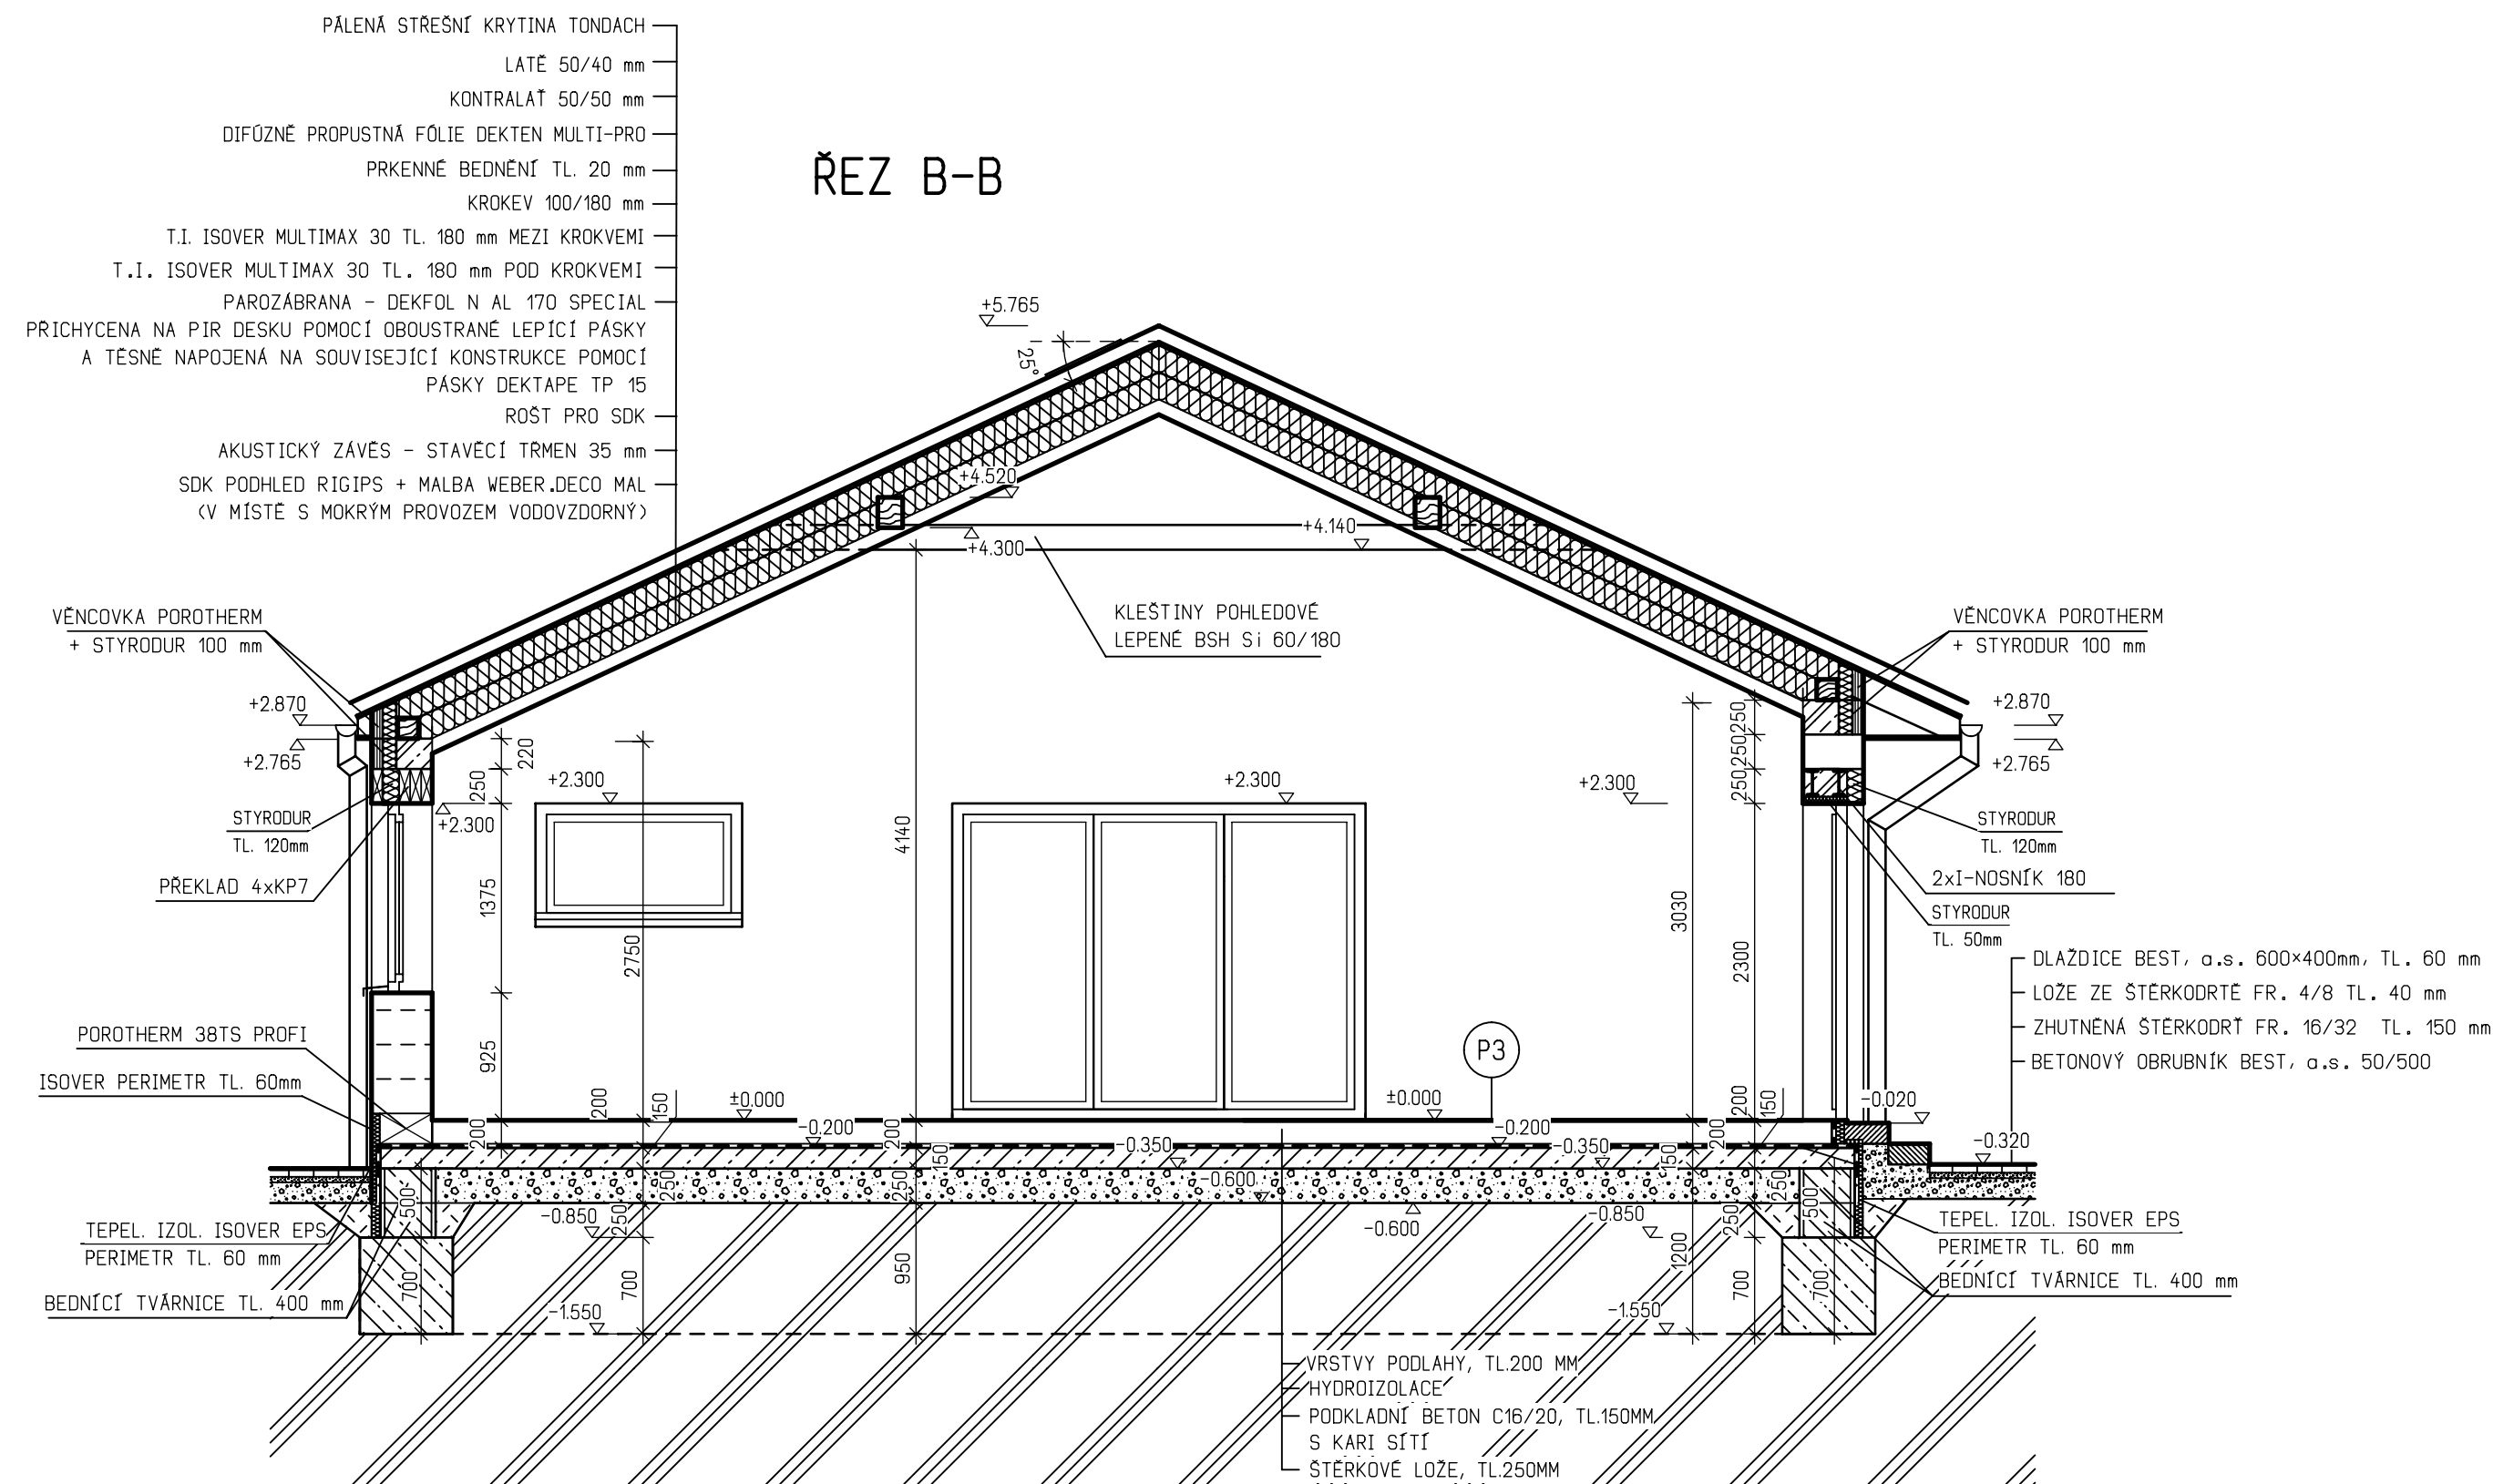 PÁLENÁ STŘEŠNÍ KRYTINA TONDACH
LATĚ 50/40 mm
KONTRALAŤ 50/50 mm
DIFÚZNĚ PROPUSTNÁ FÓLIE DEKTEN MULTI-PRO
PRKENNÉ BEDNĚNÍ TL. 20 mm
KROKEV 100/180 mm
T.I. ISOVER MULTIMAX 30 TL. 180 mm MEZI KROKVEMI
T.I. ISOVER MULTIMAX 30 TL. 180 mm POD KROKVEMI
PAROZÁBRANA - DEKFOL N AL 170 SPECIAL
PŘICHYCENA NA PIR DESKU POMOCÍ OBOUSTRANÉ LEPÍCÍ PÁSKY
A TĚSNĚ NAPOJENÁ NA SOUVISEJÍCÍ KONSTRUKCE POMOCÍ
PÁSKY DEKTAPE TP 15
ROŠT PRO SDK
AKUSTICKÝ ZÁVĚS - STAVĚCÍ TŘMEN 35 mm
SDK PODHLED RIGIPS + MALBA WEBER.DECO MAL
(V MÍSTĚ S MOKRÝM PROVOZEM VODOVZDORNÝ)
ŘEZ B-B
+5.765
25°
+4.520
+4.300
+4.140
KLEŠTINY POHLEDOVÉ
LEPENÉ BSH Si 60/180
VĚNCOVKA POROTHERM
+ STYRODUR 100 mm
+2.870
+2.765
STYRODUR
TL. 120mm
PŘEKLAD 4xKP7
POROTHERM 38TS PROFI
ISOVER PERIMETR TL. 60mm
TEPEL. IZOL. ISOVER EPS
PERIMETR TL. 60 mm
BEDNÍCÍ TVÁRNICE TL. 400 mm
220
250
+2.300
1375
925
200
+2.300
2750
200
150
250
250
700
500
700
±0.000
-0.200
-0.850
-1.550
4140
200
150
250
950
+2.300
-0.350
-0.600
±0.000
P3
-0.200
-0.350
-0.600
-0.850
-1.550
+2.300
3030
150
1200
250
250
250
2300
200
200
150
250
250
500
700
700
VĚNCOVKA POROTHERM
+ STYRODUR 100 mm
+2.870
+2.765
STYRODUR
TL. 120mm
2xI-NOSNÍK 180
STYRODUR
TL. 50mm
DLAŽDICE BEST, a.s. 600×400mm, TL. 60 mm
LOŽE ZE ŠTĚRKODRTĚ FR. 4/8 TL. 40 mm
ZHUTNĚNÁ ŠTĚRKODRŤ FR. 16/32 TL. 150 mm
BETONOVÝ OBRUBNÍK BEST, a.s. 50/500
-0.020
-0.320
TEPEL. IZOL. ISOVER EPS
PERIMETR TL. 60 mm
BEDNÍCÍ TVÁRNICE TL. 400 mm
VRSTVY PODLAHY, TL.200 MM
HYDROIZOLACE
PODKLADNÍ BETON C16/20, TL.150MM
S KARI SÍTÍ
ŠTĚRKOVÉ LOŽE, TL.250MM